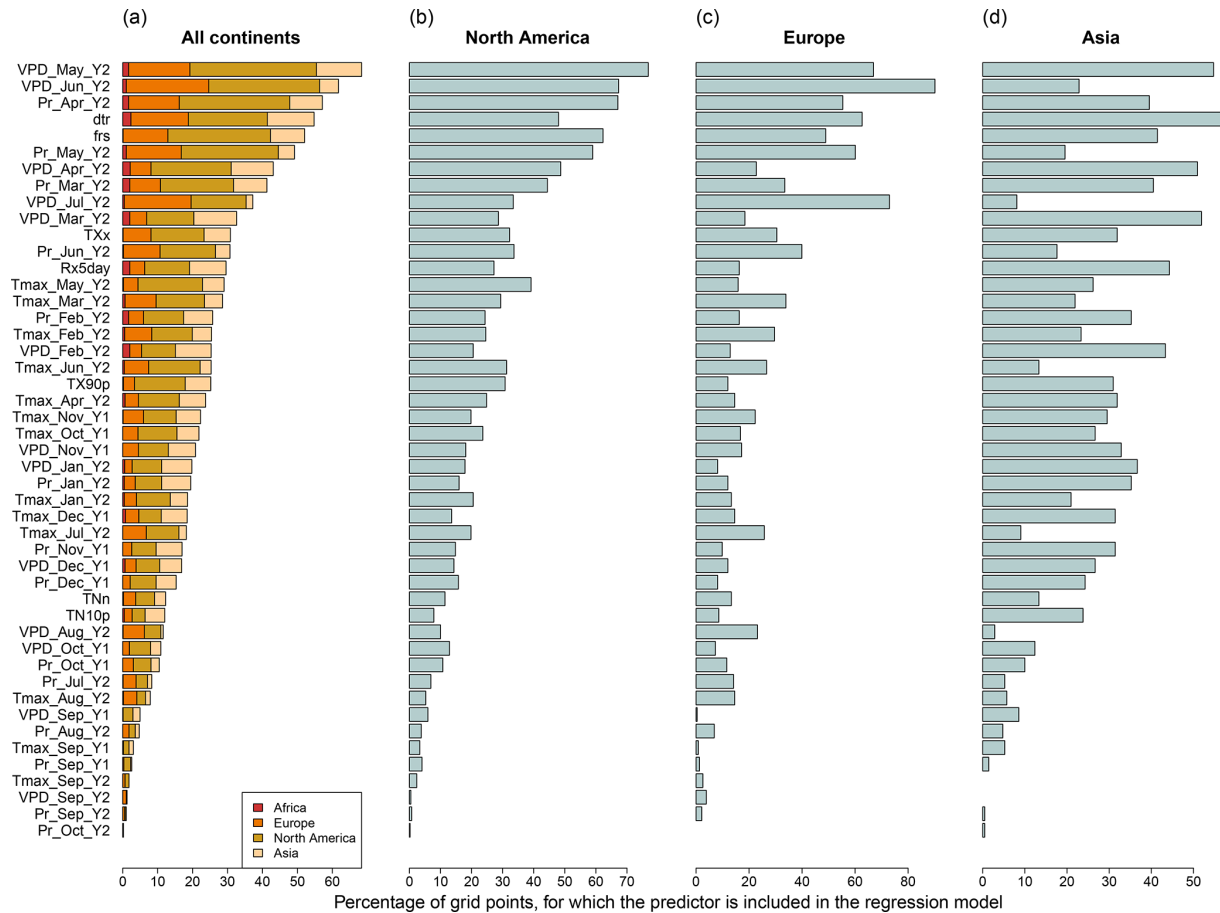 (a) (b) (c) (d)
All continents North America Europe Asia
VPD_May_Y2
VPD_Jun_Y2
Pr_Apr_Y2
dtr
frs
Pr_May_Y2
VPD_Apr_Y2
Pr_Mar_Y2
VPD_Jul_Y2
VPD_Mar_Y2
TXx
Pr_Jun_Y2
Rx5day
Tmax_May_Y2
Tmax_Mar_Y2
Pr_Feb_Y2
Tmax_Feb_Y2
VPD_Feb_Y2
Tmax_Jun_Y2
TX90p
Tmax_Apr_Y2
Tmax_Nov_Y1
Tmax_Oct_Y1
VPD_Nov_Y1
VPD_Jan_Y2
Pr_Jan_Y2
Tmax_Jan_Y2
Tmax_Dec_Y1
Tmax_Jul_Y2
Pr_Nov_Y1
VPD_Dec_Y1
Pr_Dec_Y1
TNn
TN10p
VPD_Aug_Y2
VPD_Oct_Y1
Pr_Oct_Y1
Pr_Jul_Y2
Tmax_Aug_Y2
VPD_Sep_Y1
Pr_Aug_Y2
Tmax_Sep_Y1
Pr_Sep_Y1
Tmax_Sep_Y2
VPD_Sep_Y2
Pr_Sep_Y2
Pr_Oct_Y2
Africa
Europe
North America
Asia
0 10 20 30 40 50 60 0 10 20 30 40 50 60 70 0 20 40 60 80 0 10 20 30 40 50
Percentage of grid points, for which the predictor is included in the regression model